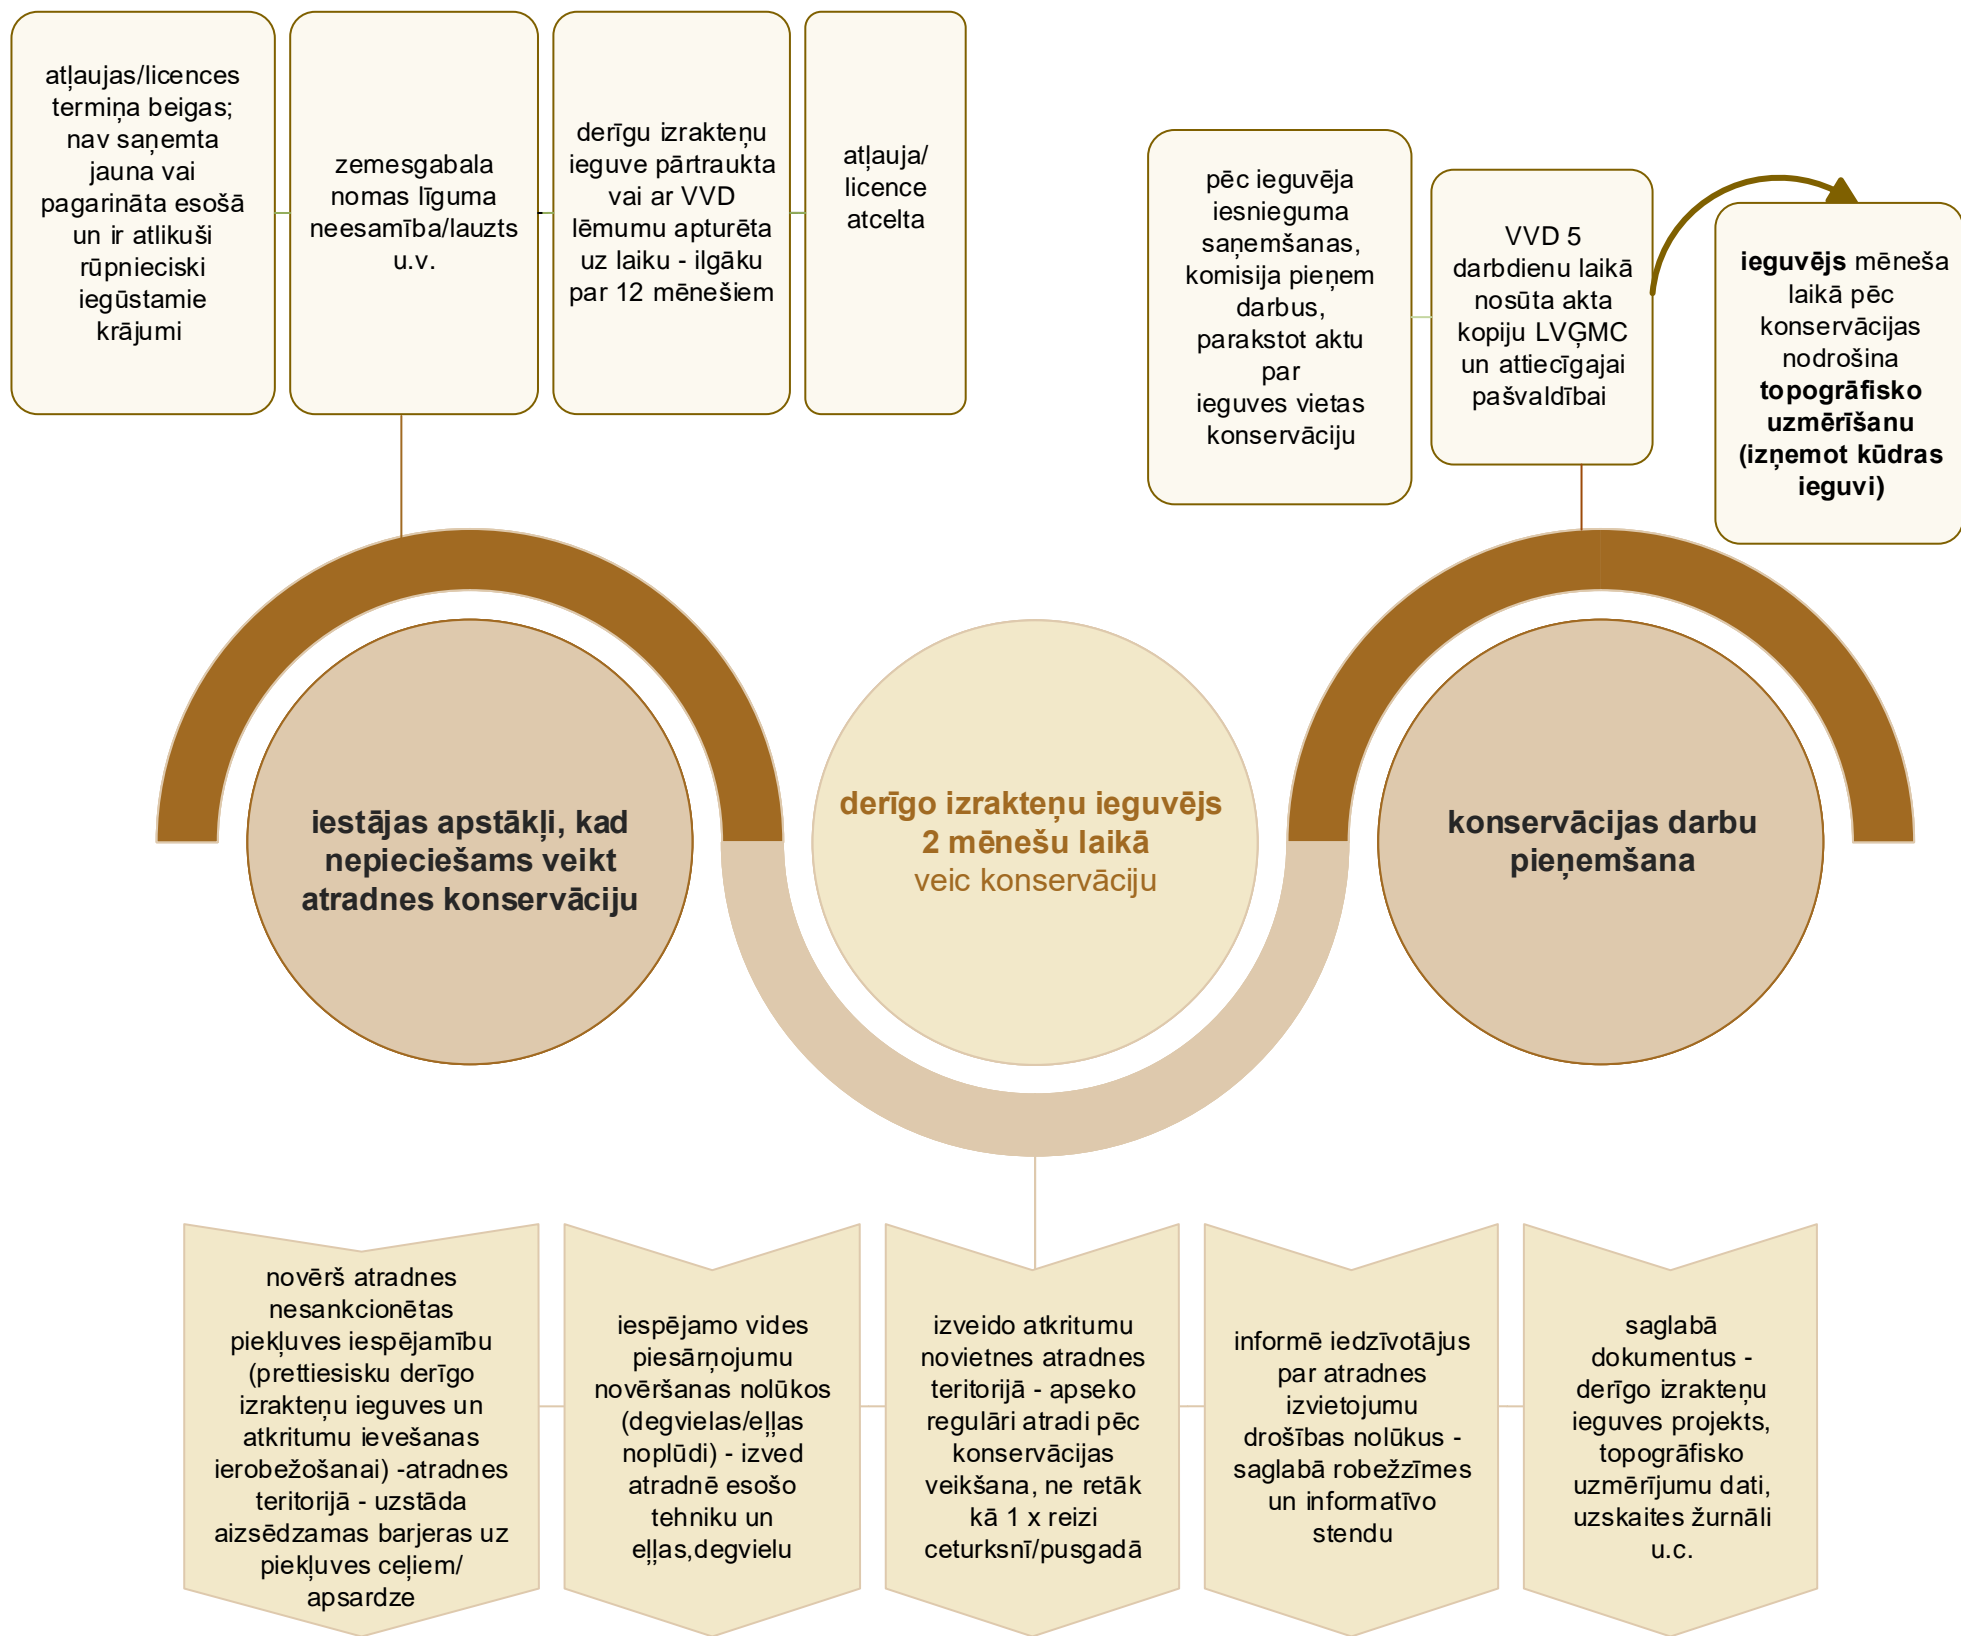 atļaujas/licences
termiņa beigas;
nav saņemta
jauna vai
pagarināta esošā
un ir atlikuši
rūpnieciski
iegūstamie
krājumi
zemesgabala
nomas līguma
neesamība/lauzts
u.v.
derīgu izrakteņu
ieguve pārtraukta
vai ar VVD
lēmumu apturēta
uz laiku - ilgāku
par 12 mēnešiem
atļauja/
licence
atcelta
pēc ieguvēja
iesnieguma
saņemšanas,
komisija pieņem
darbus,
parakstot aktu
par
ieguves vietas
konservāciju
VVD 5
darbdienu laikā
nosūta akta
kopiju LVĢMC
un attiecīgajai
pašvaldībai
ieguvējs mēneša
laikā pēc
konservācijas
nodrošina
topogrāfisko
uzmērīšanu
(izņemot kūdras
ieguvi)
iestājas apstākļi, kad
nepieciešams veikt
atradnes konservāciju
derīgo izrakteņu ieguvējs
2 mēnešu laikā
veic konservāciju
konservācijas darbu
pieņemšana
novērš atradnes
nesankcionētas
piekļuves iespējamību
(prettiesisku derīgo
izrakteņu ieguves un
atkritumu ievešanas
ierobežošanai) -atradnes
teritorijā - uzstāda
aizsēdzamas barjeras uz
piekļuves ceļiem/
apsardze
iespējamo vides
piesārņojumu
novēršanas nolūkos
(degvielas/eļļas
noplūdi) - izved
atradnē esošo
tehniku un
eļļas,degvielu
izveido atkritumu
novietnes atradnes
teritorijā - apseko
regulāri atradi pēc
konservācijas
veikšana, ne retāk
kā 1 x reizi
ceturksnī/pusgadā
informē iedzīvotājus
par atradnes
izvietojumu
drošības nolūkus -
saglabā robežzīmes
un informatīvo
stendu
saglabā
dokumentus -
derīgo izrakteņu
ieguves projekts,
topogrāfisko
uzmērījumu dati,
uzskaites žurnāli
u.c.